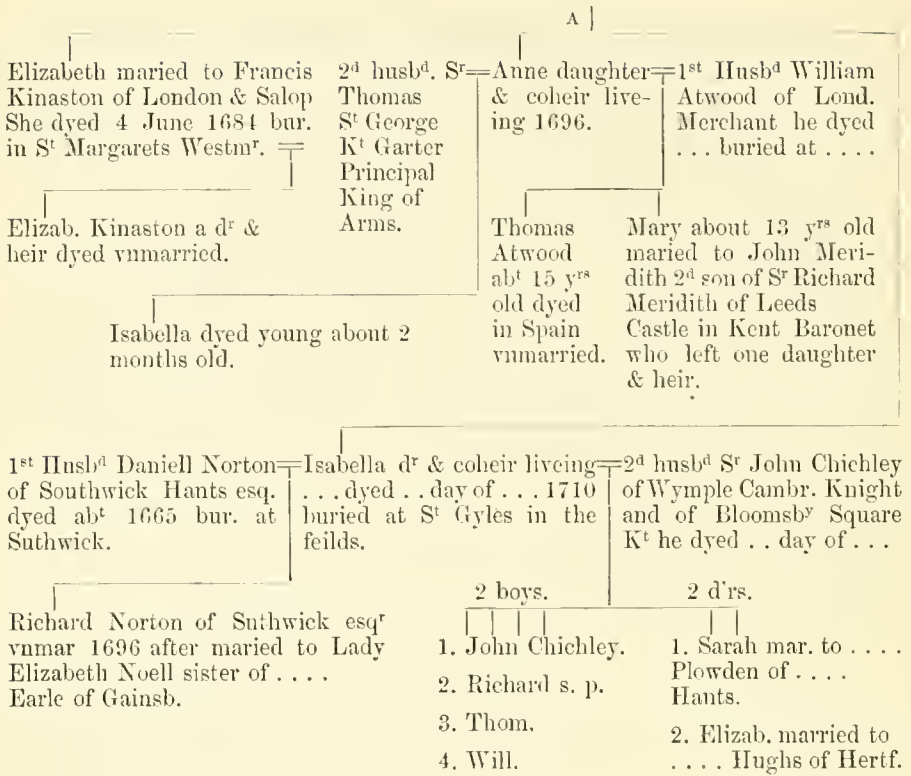 A
Elizabeth maried to Francis
Kinaston of London & Salop
She dyed 4 June 1684 bur.
in Sᵗ Margarets Westmʳ.
Elizab. Kinaston a dʳ &
heir dyed vnmarried.
2ᵈ husbᵈ. Sʳ
Thomas
Sᵗ George
Kᵗ Garter
Principal
King of
Arms.
Anne daughter
& coheir live-
ing 1696.
1ˢᵗ Husbᵈ William
Atwood of Lond.
Merchant he dyed
... buried at ....
Isabella dyed young about 2
months old.
Thomas
Atwood
abᵗ 15 yʳˢ
old dyed
in Spain
vnmarried.
Mary about 13 yʳˢ old
maried to John Meri-
dith 2ᵈ son of Sʳ Richard
Meridith of Leeds
Castle in Kent Baronet
who left one daughter
& heir.
1ˢᵗ Husbᵈ Daniell Norton
of Southwick Hants esq.
dyed abᵗ 1665 bur. at
Suthwick.
Isabella dʳ & coheir liveing
... dyed .. day of ... 1710
buried at Sᵗ Gyles in the
feilds.
2ᵈ husbᵈ Sʳ John Chichley
of Wymple Cambr. Knight
and of Bloomsbʸ Square
Kᵗ he dyed .. day of ...
Richard Norton of Suthwick esqʳ
vnmar 1696 after maried to Lady
Elizabeth Noell sister of ....
Earle of Gainsb.
2 boys.
1. John Chichley.
2. Richard s. p.
3. Thom.
4. Will.
2 d'rs.
1. Sarah mar. to ....
Plowden of ....
Hants.
2. Elizab. married to
.... Hughs of Hertf.